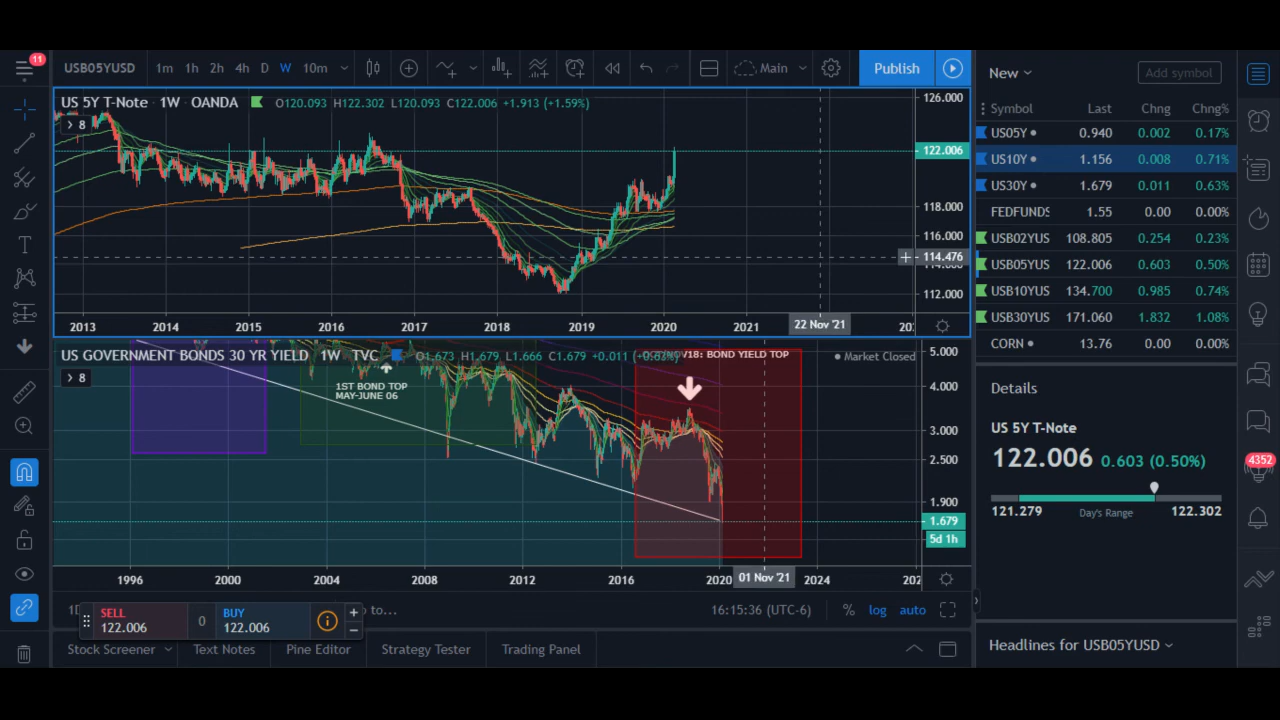 11
USB05YUSD 1m 1h 2h 4h D W 10m Main Publish
US 5Y T-Note · 1W · OANDA O120.093 H122.302 L120.093 C122.006 +1.913 (+1.59%)
8
126.000
122.006
118.000
116.000
114.476
114.000
112.000
2013 2014 2015 2016 2017 2018 2019 2020 2021 22 Nov '21
US GOVERNMENT BONDS 30 YR YIELD 1W TVC O1.673 H1.679 L1.666 C1.679 +0.011 (+0.63%)
V18: BOND YIELD TOP
Market Closed
8
1ST BOND TOP
MAY-JUNE 06
5.000
4.000
3.000
2.500
1.900
1.679
5d 1h
1996 2000 2004 2008 2012 2016 2020 01 Nov '21 2024
16:15:36 (UTC-6) % log auto
SELL
122.006
0
BUY
122.006
Stock Screener Text Notes Pine Editor Strategy Tester Trading Panel
New Add symbol
Symbol Last Chng Chng%
US05Y 0.940 0.002 0.17%
US10Y 1.156 0.008 0.71%
US30Y 1.679 0.011 0.63%
FEDFUNDS 1.55 0.00 0.00%
USB02YUS 108.805 0.254 0.23%
USB05YUS 122.006 0.603 0.50%
USB10YUS 134.700 0.985 0.74%
USB30YUS 171.060 1.832 1.08%
CORN 13.76 0.00 0.00%
Details
US 5Y T-Note
122.006 0.603 (0.50%)
121.279 Day's Range 122.302
Headlines for USB05YUSD
4352